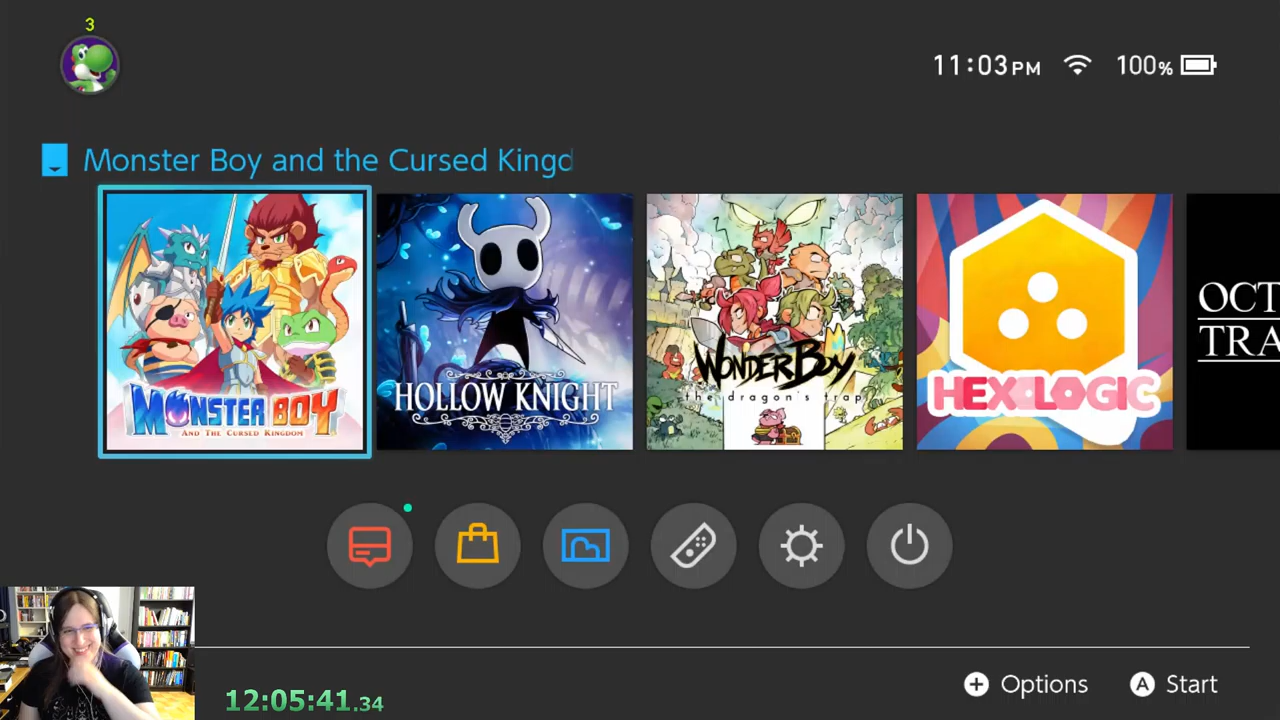 3
11:03PM 100%
Monster Boy and the Cursed Kingd
MONSTER BOY
AND THE CURSED KINGDOM
HOLLOW KNIGHT
WONDER BOY
the dragon's trap
HEXOLOGIC
OCT
TRA
12:05:41.34
+ Options
A Start